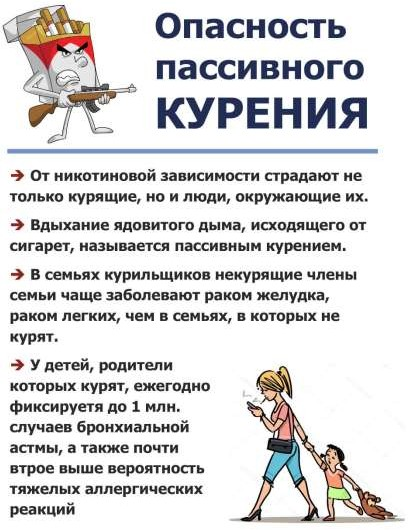 Опасность
пассивного
КУРЕНИЯ
➔ От никотиновой зависимости страдают не
только курящие, но и люди, окружающие их.
➔ Вдыхание ядовитого дыма, исходящего от
сигарет, называется пассивным курением.
➔ В семьях курильщиков некурящие члены
семьи чаще заболевают раком желудка,
раком легких, чем в семьях, в которых не
курят.
➔ У детей, родители
которых курят, ежегодно
фиксируетя до 1 млн.
случаев бронхиальной
астмы, а также почти
втрое выше вероятность
тяжелых аллергических
реакций